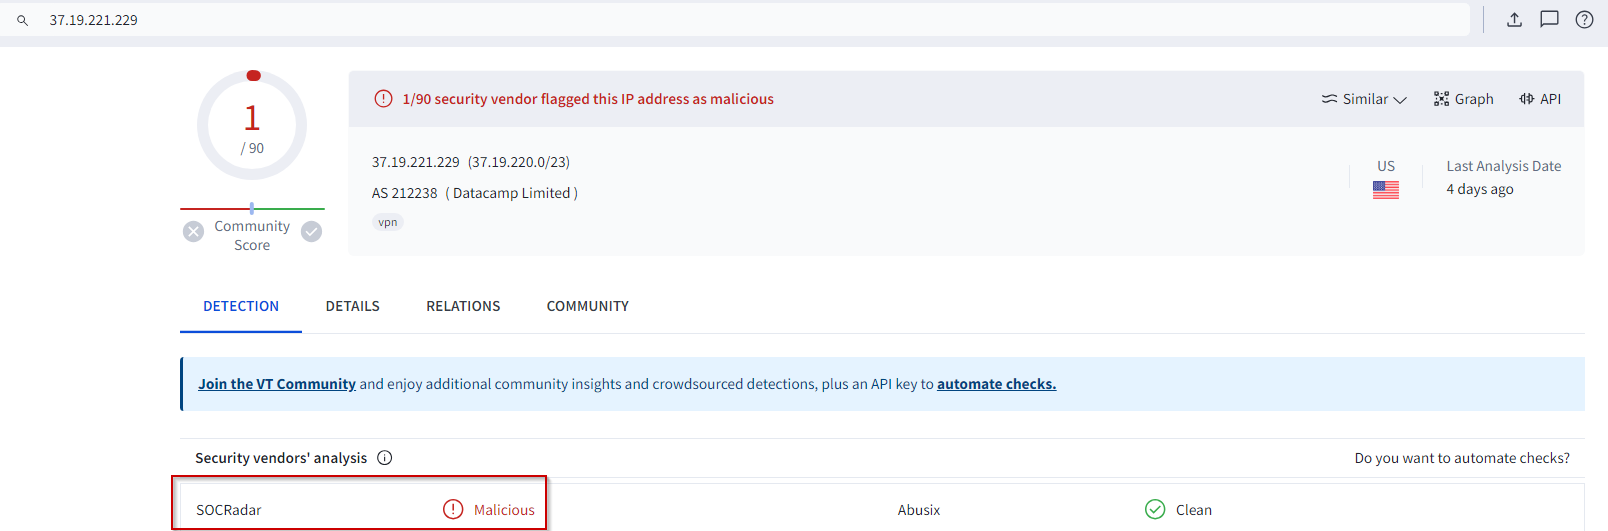 37.19.221.229
1
/ 90
Community
Score
1/90 security vendor flagged this IP address as malicious
Similar
Graph
API
37.19.221.229 (37.19.220.0/23)
AS 212238 ( Datacamp Limited )
vpn
US
Last Analysis Date
4 days ago
DETECTION DETAILS RELATIONS COMMUNITY
Join the VT Community and enjoy additional community insights and crowdsourced detections, plus an API key to automate checks.
Security vendors' analysis
Do you want to automate checks?
SOCRadar Malicious Abusix Clean